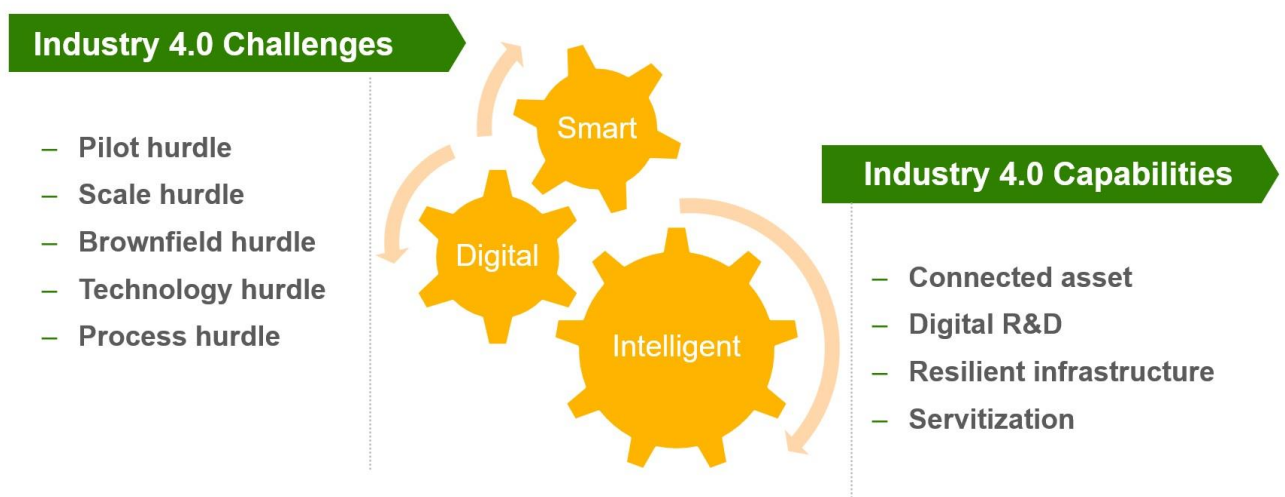 Industry 4.0 Challenges
– Pilot hurdle
– Scale hurdle
– Brownfield hurdle
– Technology hurdle
– Process hurdle
Smart
Digital
Intelligent
Industry 4.0 Capabilities
– Connected asset
– Digital R&D
– Resilient infrastructure
– Servitization